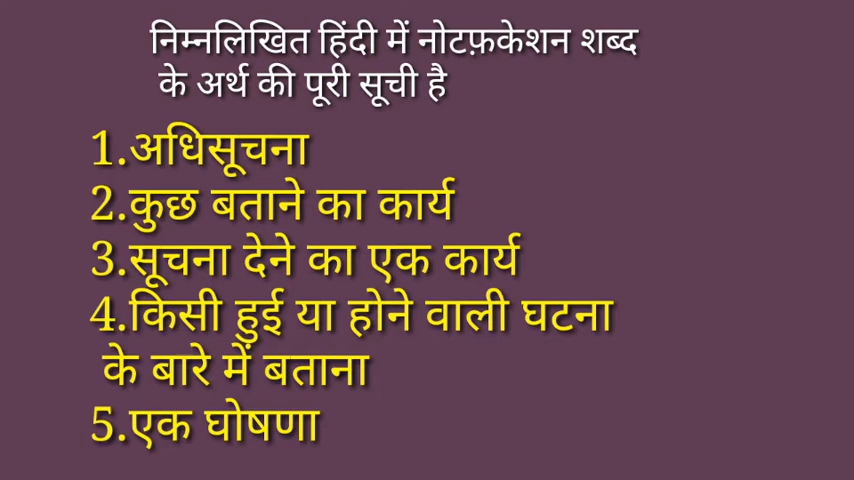 निम्नलिखित हिंदी में नोटफ़केशन शब्द
के अर्थ की पूरी सूची है
1.अधिसूचना
2.कुछ बताने का कार्य
3.सूचना देने का एक कार्य
4.किसी हुई या होने वाली घटना
के बारे में बताना
5.एक घोषणा